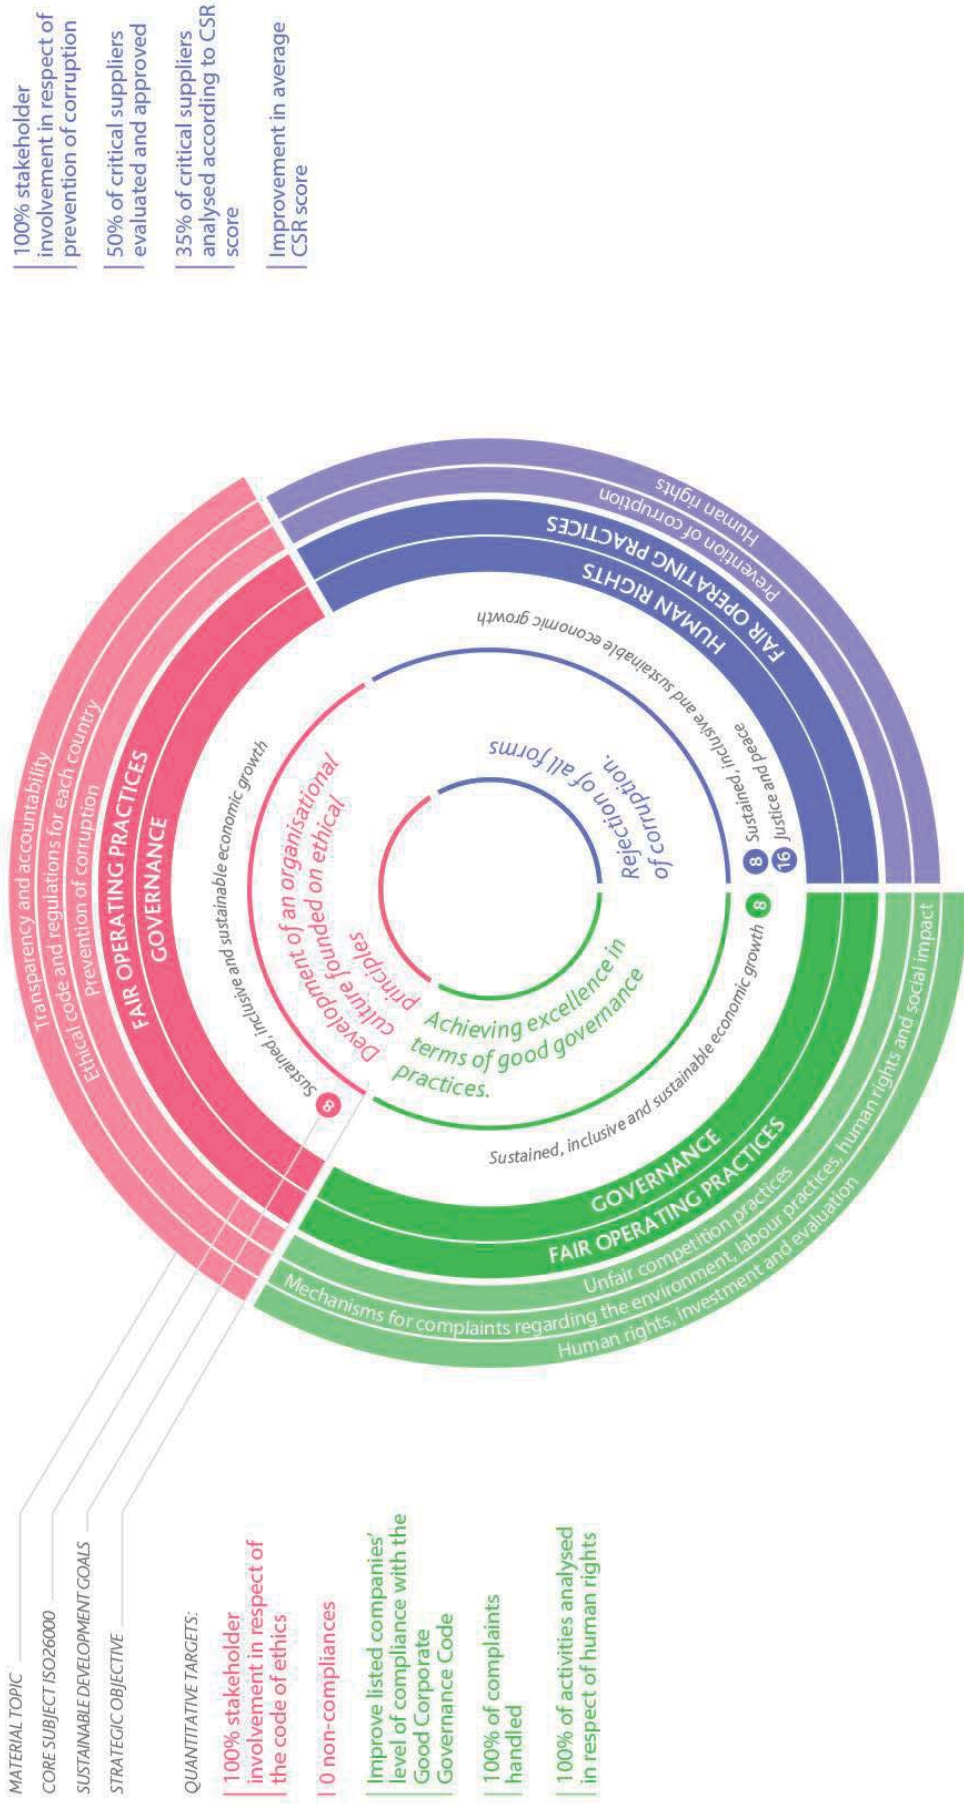 MATERIAL TOPIC
CORE SUBJECT ISO26000
SUSTAINABLE DEVELOPMENT GOALS
STRATEGIC OBJECTIVE
QUANTITATIVE TARGETS:
100% stakeholder
involvement in respect of
the code of ethics
0 non-compliances
Improve listed companies’
level of compliance with the
Good Corporate
Governance Code
100% of complaints
handled
100% of activities analysed
in respect of human rights
Transparency and accountability
Ethical code and regulations for each country
Prevention of corruption
FAIR OPERATING PRACTICES
GOVERNANCE
8 Sustained, inclusive and sustainable economic growth
Development of an organisational
culture founded on ethical
principles
Achieving excellence in
terms of good governance
practices.
Sustained, inclusive and sustainable economic growth 8
GOVERNANCE
FAIR OPERATING PRACTICES
Unfair competition practices
Mechanisms for complaints regarding the environment, labour practices, human rights and social impact
Human rights, investment and evaluation
Rejection of all forms
of corruption.
8 Sustained, inclusive and sustainable economic growth
16 Justice and peace
HUMAN RIGHTS
FAIR OPERATING PRACTICES
Prevention of corruption
Human rights
100% stakeholder
involvement in respect of
prevention of corruption
50% of critical suppliers
evaluated and approved
35% of critical suppliers
analysed according to CSR
score
Improvement in average
CSR score